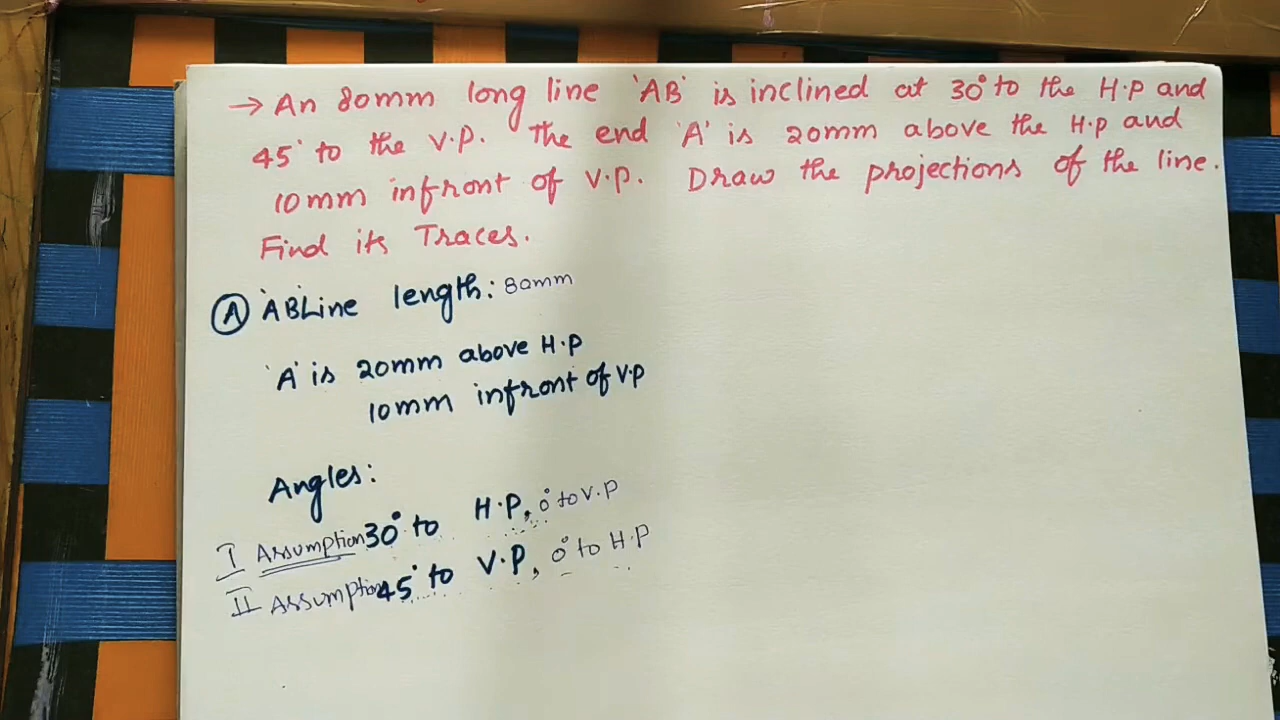 → An 80mm long line 'AB' is inclined at 30° to the H.P and
45° to the V.P. The end 'A' is 20mm above the H.p and
10mm infront of V.P. Draw the projections of the line.
Find its Traces.
Ⓐ 'AB Line length: 80mm
'A' is 20mm above H.p
10mm infront of V.P
Angles:
I Assumption 30° to H.P, 0° to V.P
II Assumption 45° to V.P, 0° to H.P